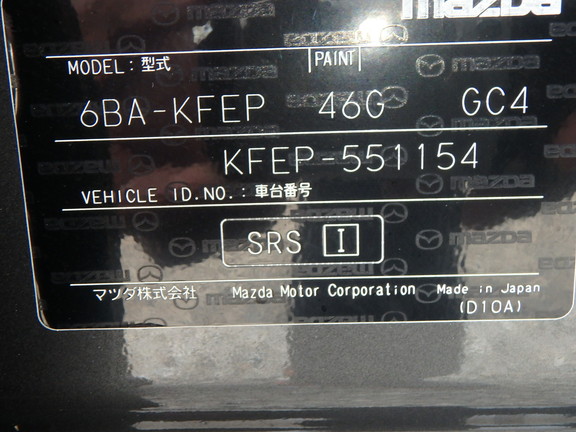 mazda
MODEL: 型式 PAINT
6BA-KFEP 46G GC4
KFEP-551154
VEHICLE ID.NO.: 車台番号
SRS I
マツダ株式会社 Mazda Motor Corporation Made in Japan
(D10A)